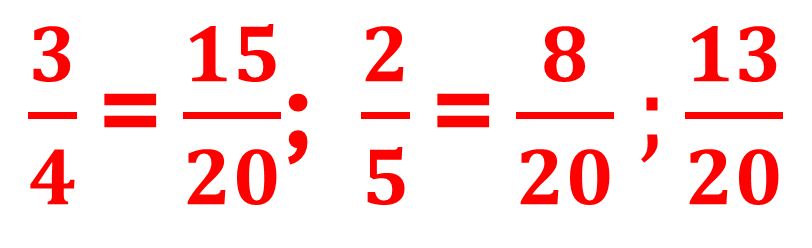 3/4 = 15/20; 2/5 = 8/20 ; 13/20